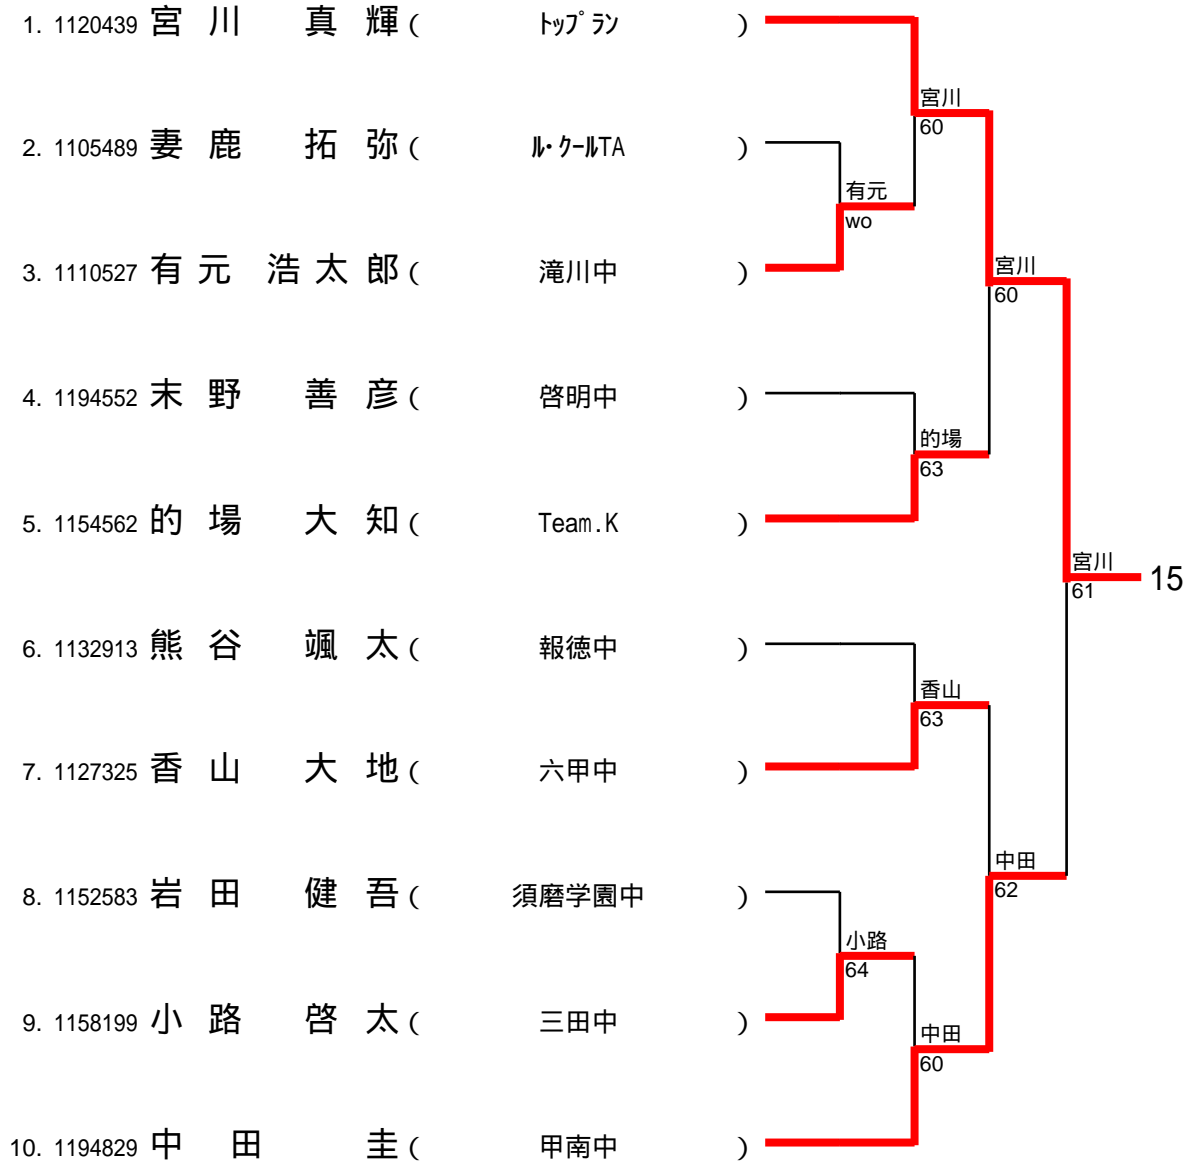 1. 1120439 宮 川 真 輝 ( トップラン )
宮川
60
2. 1105489 妻 鹿 拓 弥 ( ル・クールTA )
有元
wo
3. 1110527 有 元 浩 太 郎 ( 滝川中 )
宮川
60
4. 1194552 末 野 善 彦 ( 啓明中 )
的場
63
5. 1154562 的 場 大 知 ( Team.K )
宮川
61
15
6. 1132913 熊 谷 颯 太 ( 報徳中 )
香山
63
7. 1127325 香 山 大 地 ( 六甲中 )
中田
62
8. 1152583 岩 田 健 吾 ( 須磨学園中 )
小路
64
9. 1158199 小 路 啓 太 ( 三田中 )
中田
60
10. 1194829 中 田 圭 ( 甲南中 )